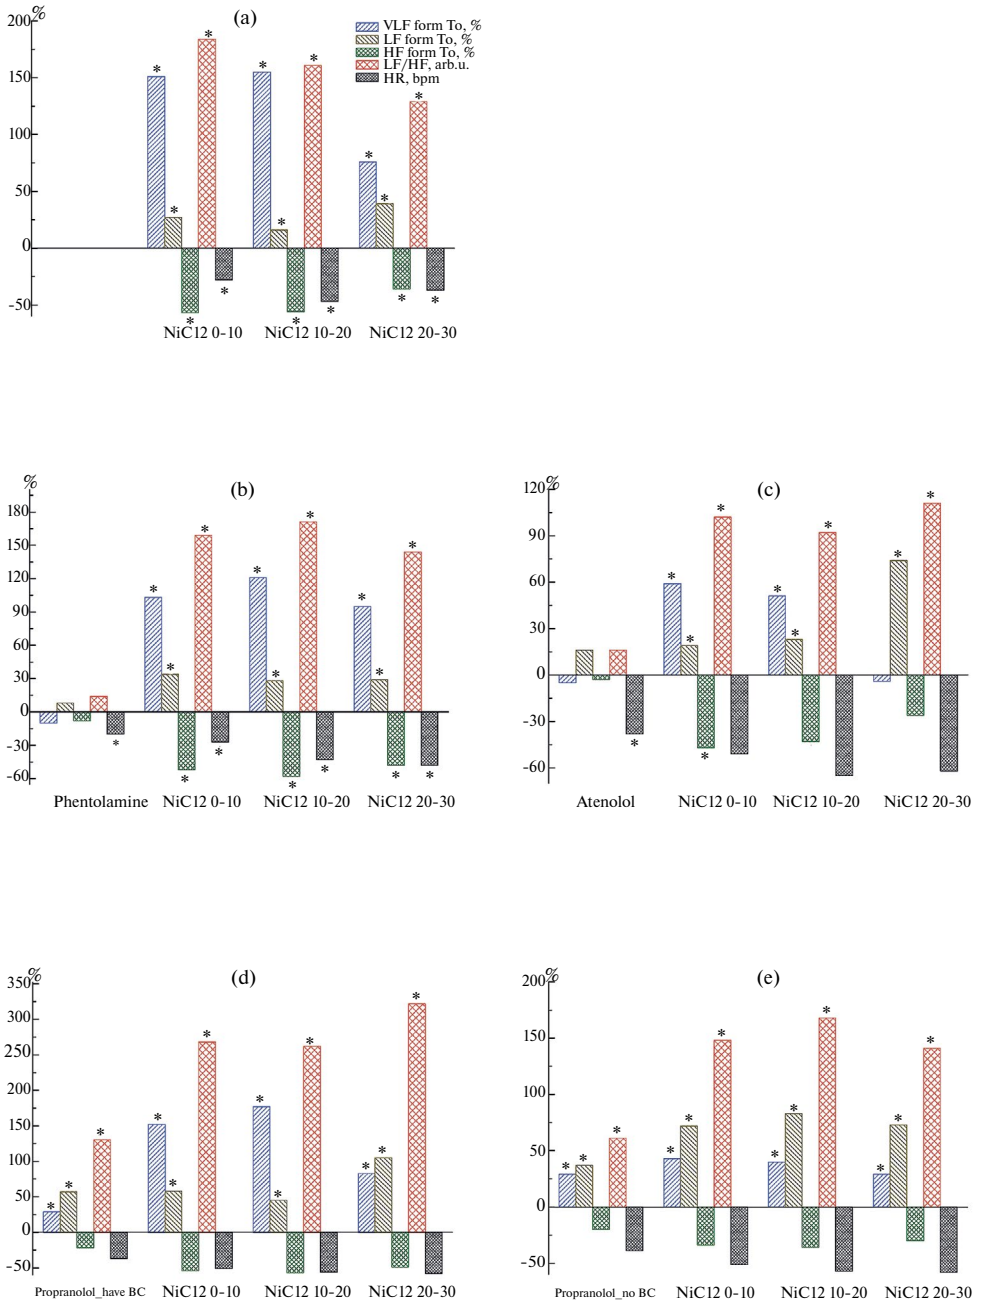 %
(a)
200
150
100
50
0
-50
VLF form To, %
LF form To, %
HF form To, %
LF/HF, arb.u.
HR, bpm
* * * * *
* * * * *
* * * * *
NiC12 0-10 NiC12 10-20 NiC12 20-30
%
(b)
180
150
120
90
60
30
0
-30
-60
*
* * * * *
* * * * *
* * * * *
Phentolamine NiC12 0-10 NiC12 10-20 NiC12 20-30
%
(c)
120
90
60
30
0
-30
-60
*
* * * *
* * *
* *
Atenolol NiC12 0-10 NiC12 10-20 NiC12 20-30
%
(d)
350
300
250
200
150
100
50
0
-50
* * *
* * *
* * *
* * *
Propranolol_have BC NiC12 0-10 NiC12 10-20 NiC12 20-30
%
(e)
200
150
100
50
0
-50
* * *
* * *
* * *
* * *
Propranolol_no BC NiC12 0-10 NiC12 10-20 NiC12 20-30